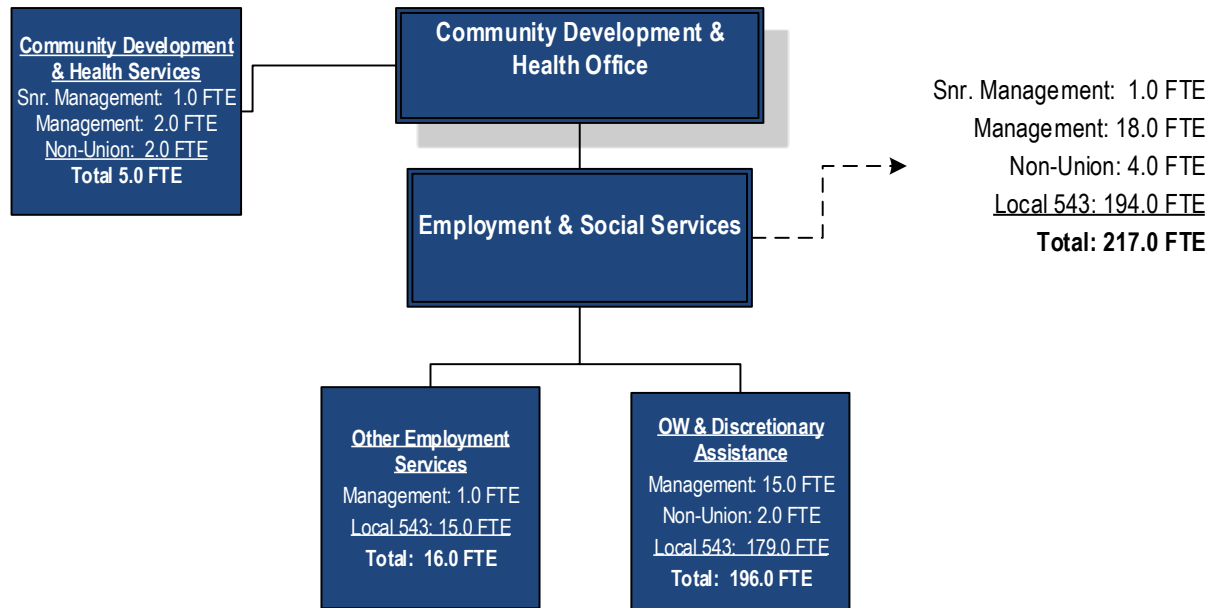 Community Development
& Health Services
Snr. Management: 1.0 FTE
Management: 2.0 FTE
Non-Union: 2.0 FTE
Total 5.0 FTE
Community Development &
Health Office
Employment & Social Services
Snr. Management: 1.0 FTE
Management: 18.0 FTE
Non-Union: 4.0 FTE
Local 543: 194.0 FTE
Total: 217.0 FTE
Other Employment
Services
Management: 1.0 FTE
Local 543: 15.0 FTE
Total: 16.0 FTE
OW & Discretionary
Assistance
Management: 15.0 FTE
Non-Union: 2.0 FTE
Local 543: 179.0 FTE
Total: 196.0 FTE